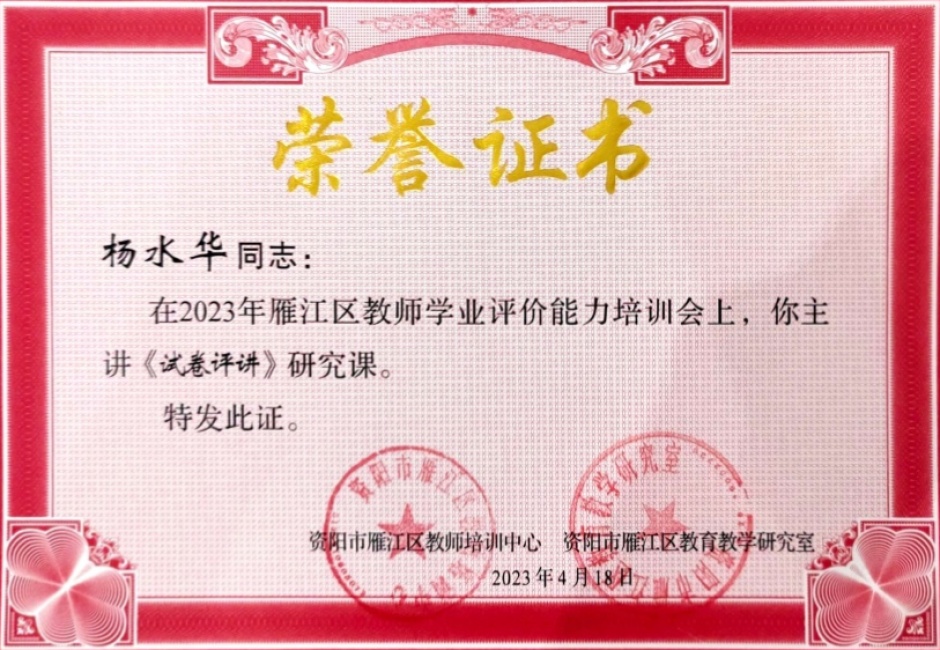 荣誉证书
杨水华同志：
在2023年雁江区教师学业评价能力培训会上，你主
讲《试卷评讲》研究课。
特发此证。
资阳市雁江区教师培训中心 资阳市雁江区教育教学研究室
2023年4月18日